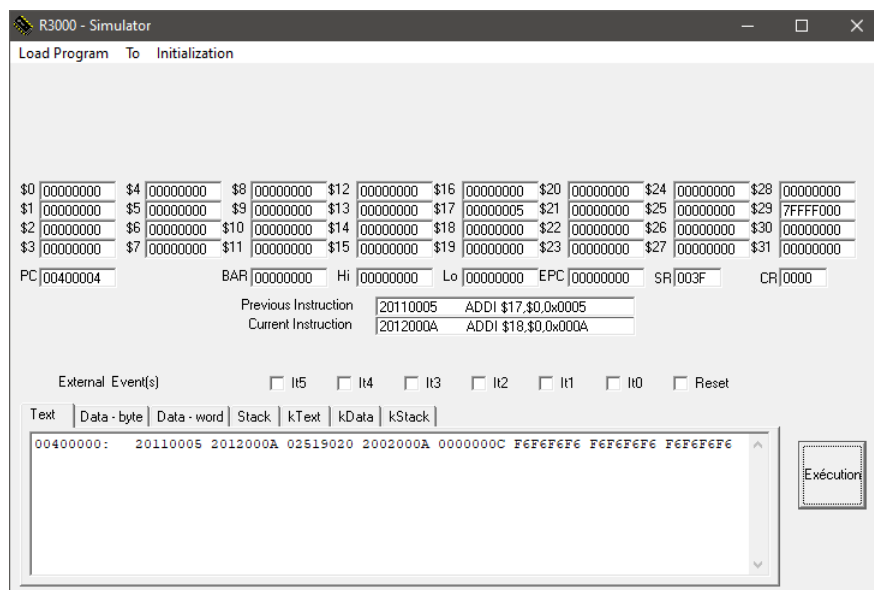 R3000 - Simulator
Load Program To Initialization
$0 00000000 $4 00000000 $8 00000000 $12 00000000 $16 00000000 $20 00000000 $24 00000000 $28 00000000
$1 00000000 $5 00000000 $9 00000000 $13 00000000 $17 00000005 $21 00000000 $25 00000000 $29 7FFFF000
$2 00000000 $6 00000000 $10 00000000 $14 00000000 $18 00000000 $22 00000000 $26 00000000 $30 00000000
$3 00000000 $7 00000000 $11 00000000 $15 00000000 $19 00000000 $23 00000000 $27 00000000 $31 00000000
PC 00400004 BAR 00000000 Hi 00000000 Lo 00000000 EPC 00000000 SR 003F CR 0000
Previous Instruction 20110005 ADDI $17,$0,0x0005
Current Instruction 2012000A ADDI $18,$0,0x000A
External Event(s) It5 It4 It3 It2 It1 It0 Reset
Text Data - byte Data - word Stack kText kData kStack
00400000: 20110005 2012000A 02519020 2002000A 0000000C F6F6F6F6 F6F6F6F6 F6F6F6F6
Exécution